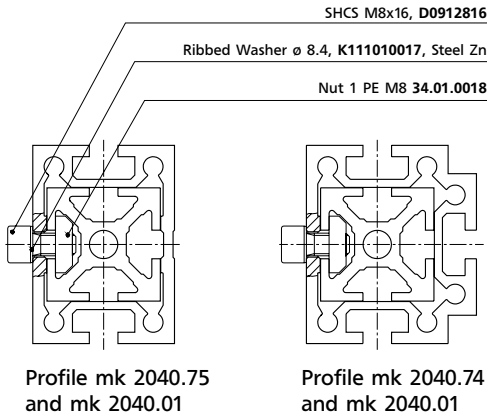 SHCS M8x16, D0912816
Ribbed Washer ø 8.4, K111010017, Steel Zn
Nut 1 PE M8 34.01.0018
Profile mk 2040.75
and mk 2040.01
Profile mk 2040.74
and mk 2040.01